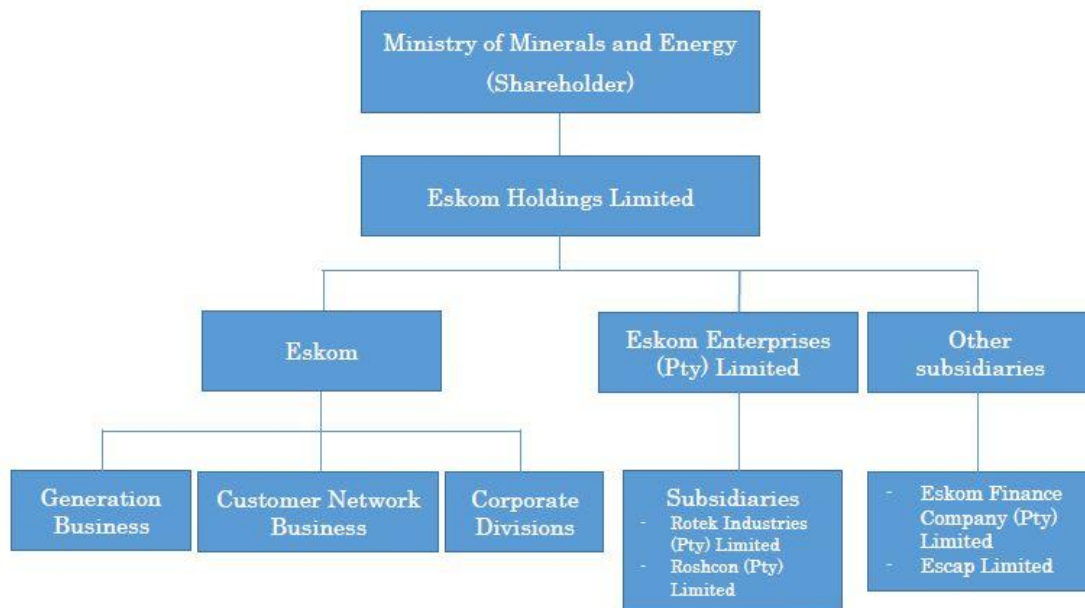 Ministry of Minerals and Energy
(Shareholder)
Eskom Holdings Limited
Eskom
Eskom Enterprises
(Pty) Limited
Other
subsidiaries
Generation
Business
Customer Network
Business
Corporate
Divisions
Subsidiaries
- Rotek Industries
(Pty) Limited
- Roshcon (Pty)
Limited
- Eskom Finance
Company (Pty)
Limited
- Escap Limited